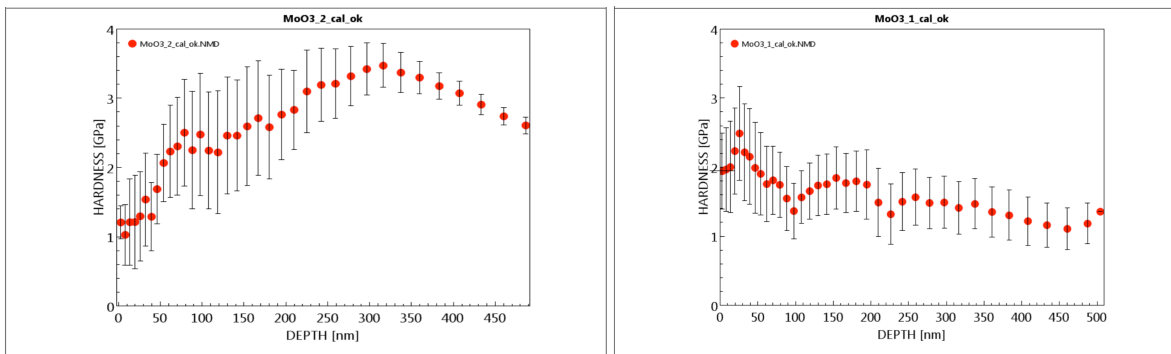 MoO3_2_cal_ok
MoO3_2_cal_ok.NMD
4
3
2
1
0
HARDNESS [GPa]
0 50 100 150 200 250 300 350 400 450
DEPTH [nm]
MoO3_1_cal_ok
MoO3_1_cal_ok.NMD
4
3
2
1
0
HARDNESS [GPa]
0 50 100 150 200 250 300 350 400 450 500
DEPTH [nm]